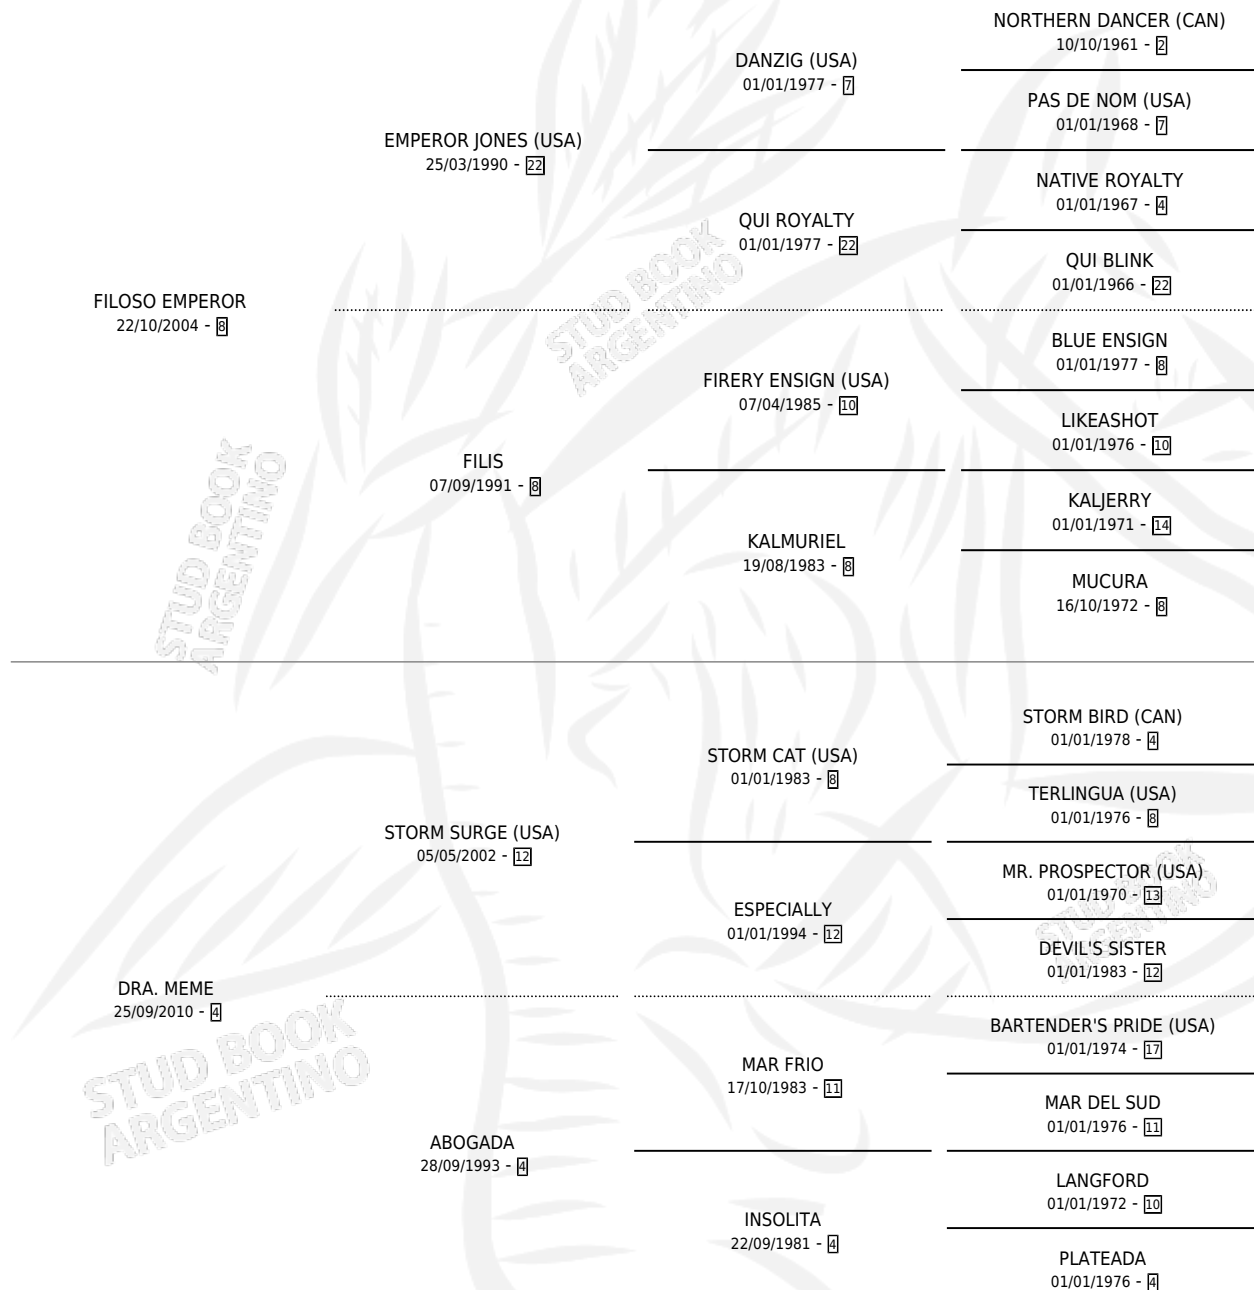 NORTHERN DANCER (CAN)
10/10/1961 - 2
DANZIG (USA)
01/01/1977 - 7
PAS DE NOM (USA)
01/01/1968 - 7
EMPEROR JONES (USA)
25/03/1990 - 22
NATIVE ROYALTY
01/01/1967 - 4
QUI ROYALTY
01/01/1977 - 22
QUI BLINK
01/01/1966 - 22
FILOSO EMPEROR
22/10/2004 - 8
BLUE ENSIGN
01/01/1977 - 8
FIRERY ENSIGN (USA)
07/04/1985 - 10
LIKEASHOT
01/01/1976 - 10
FILIS
07/09/1991 - 8
KALJERRY
01/01/1971 - 14
KALMURIEL
19/08/1983 - 8
MUCURA
16/10/1972 - 8
STUD BOOK
ARGENTINO
STUD BOOK
ARGENTINO
STORM BIRD (CAN)
01/01/1978 - 4
STORM CAT (USA)
01/01/1983 - 8
TERLINGUA (USA)
01/01/1976 - 8
STORM SURGE (USA)
05/05/2002 - 12
MR. PROSPECTOR (USA)
01/01/1970 - 13
ESPECIALLY
01/01/1994 - 12
DEVIL'S SISTER
01/01/1983 - 12
STUD BOOK
ARGENTINO
DRA. MEME
25/09/2010 - 4
BARTENDER'S PRIDE (USA)
01/01/1974 - 17
MAR FRIO
17/10/1983 - 11
MAR DEL SUD
01/01/1976 - 11
ABOGADA
28/09/1993 - 4
LANGFORD
01/01/1972 - 10
INSOLITA
22/09/1981 - 4
PLATEADA
01/01/1976 - 4
STUD BOOK
ARGENTINO